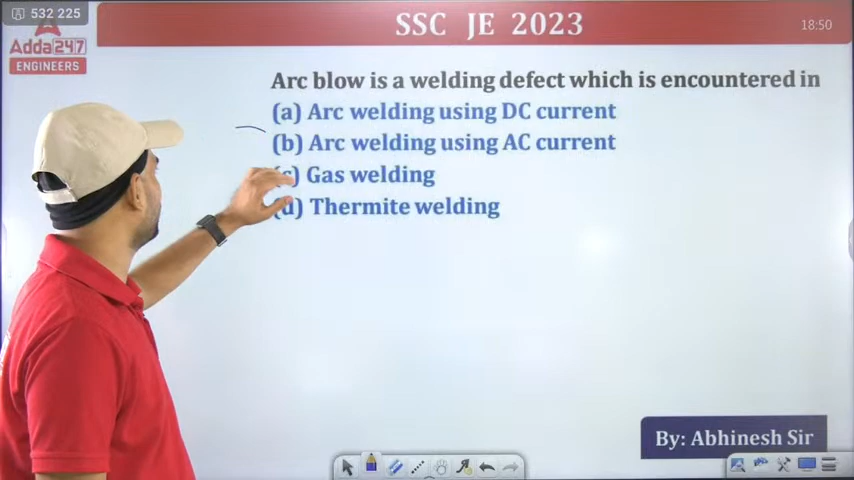 532 225
SSC JE 2023
18:50
Adda247
ENGINEERS
Arc blow is a welding defect which is encountered in
(a) Arc welding using DC current
(b) Arc welding using AC current
(c) Gas welding
(d) Thermite welding
By: Abhinesh Sir